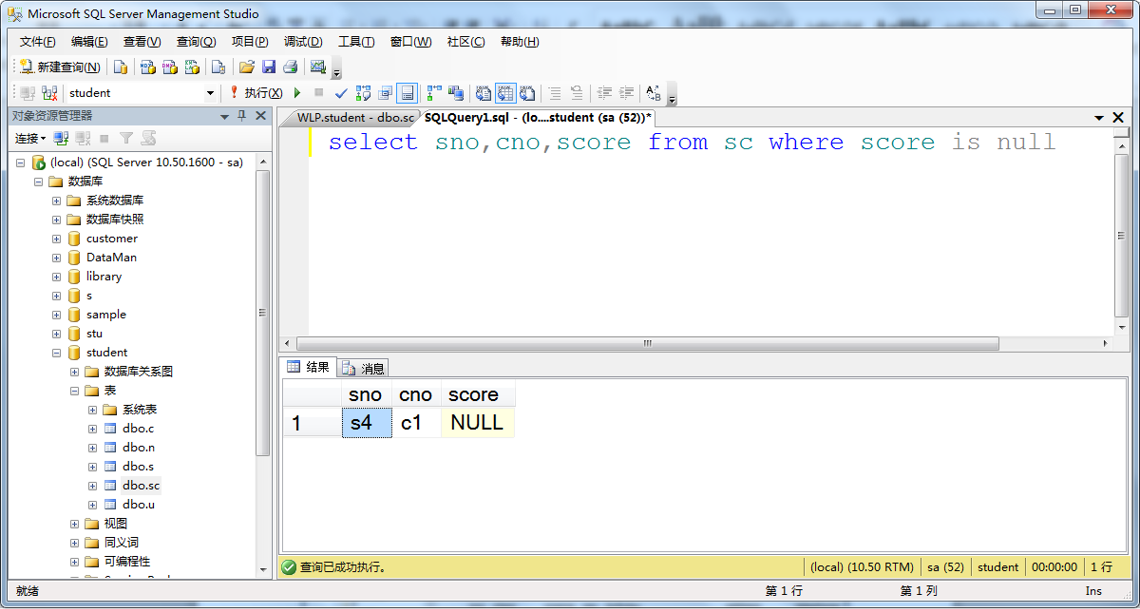 Microsoft SQL Server Management Studio
文件(F) 编辑(E) 查看(V) 查询(Q) 项目(P) 调试(D) 工具(T) 窗口(W) 社区(C) 帮助(H)
新建查询(N)
student 执行(X)
对象资源管理器
连接
(local) (SQL Server 10.50.1600 - sa)
数据库
系统数据库
数据库快照
customer
DataMan
library
s
sample
stu
student
数据库关系图
表
系统表
dbo.c
dbo.n
dbo.s
dbo.sc
dbo.u
视图
同义词
可编程性
WLP.student - dbo.sc SQLQuery1.sql - (lo....student (sa (52))*
select sno,cno,score from sc where score is null
结果 消息
sno cno score
1 s4 c1 NULL
查询已成功执行。 (local) (10.50 RTM) sa (52) student 00:00:00 1 行
就绪 第 1 行 第 1 列 Ins